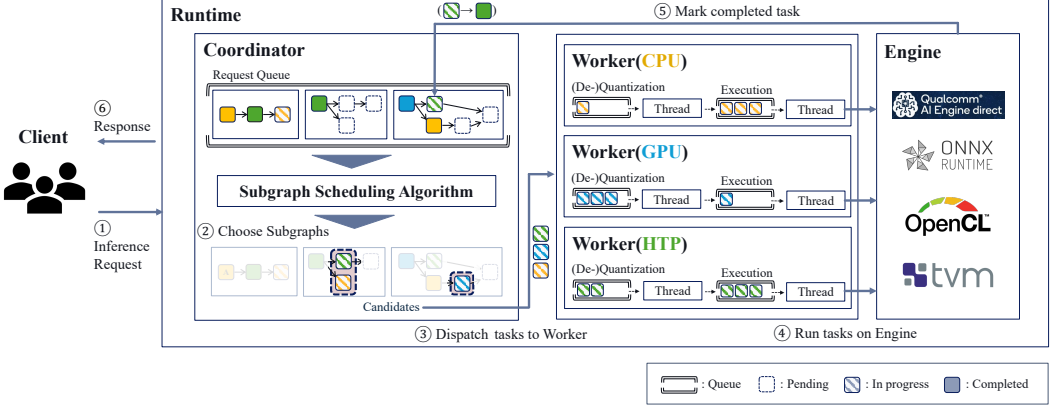 Runtime
(→)
⑤ Mark completed task
Coordinator
Request Queue
Subgraph Scheduling Algorithm
② Choose Subgraphs
A
Candidates
③ Dispatch tasks to Worker
⑥
Response
Client
①
Inference
Request
Worker(CPU)
(De-)Quantization
Execution
Thread
Thread
Worker(GPU)
(De-)Quantization
Execution
Thread
Thread
Worker(HTP)
(De-)Quantization
Execution
Thread
Thread
④ Run tasks on Engine
Engine
Qualcomm®
AI Engine direct
ONNX
RUNTIME
OpenCL™
tvm
: Queue
: Pending
: In progress
: Completed